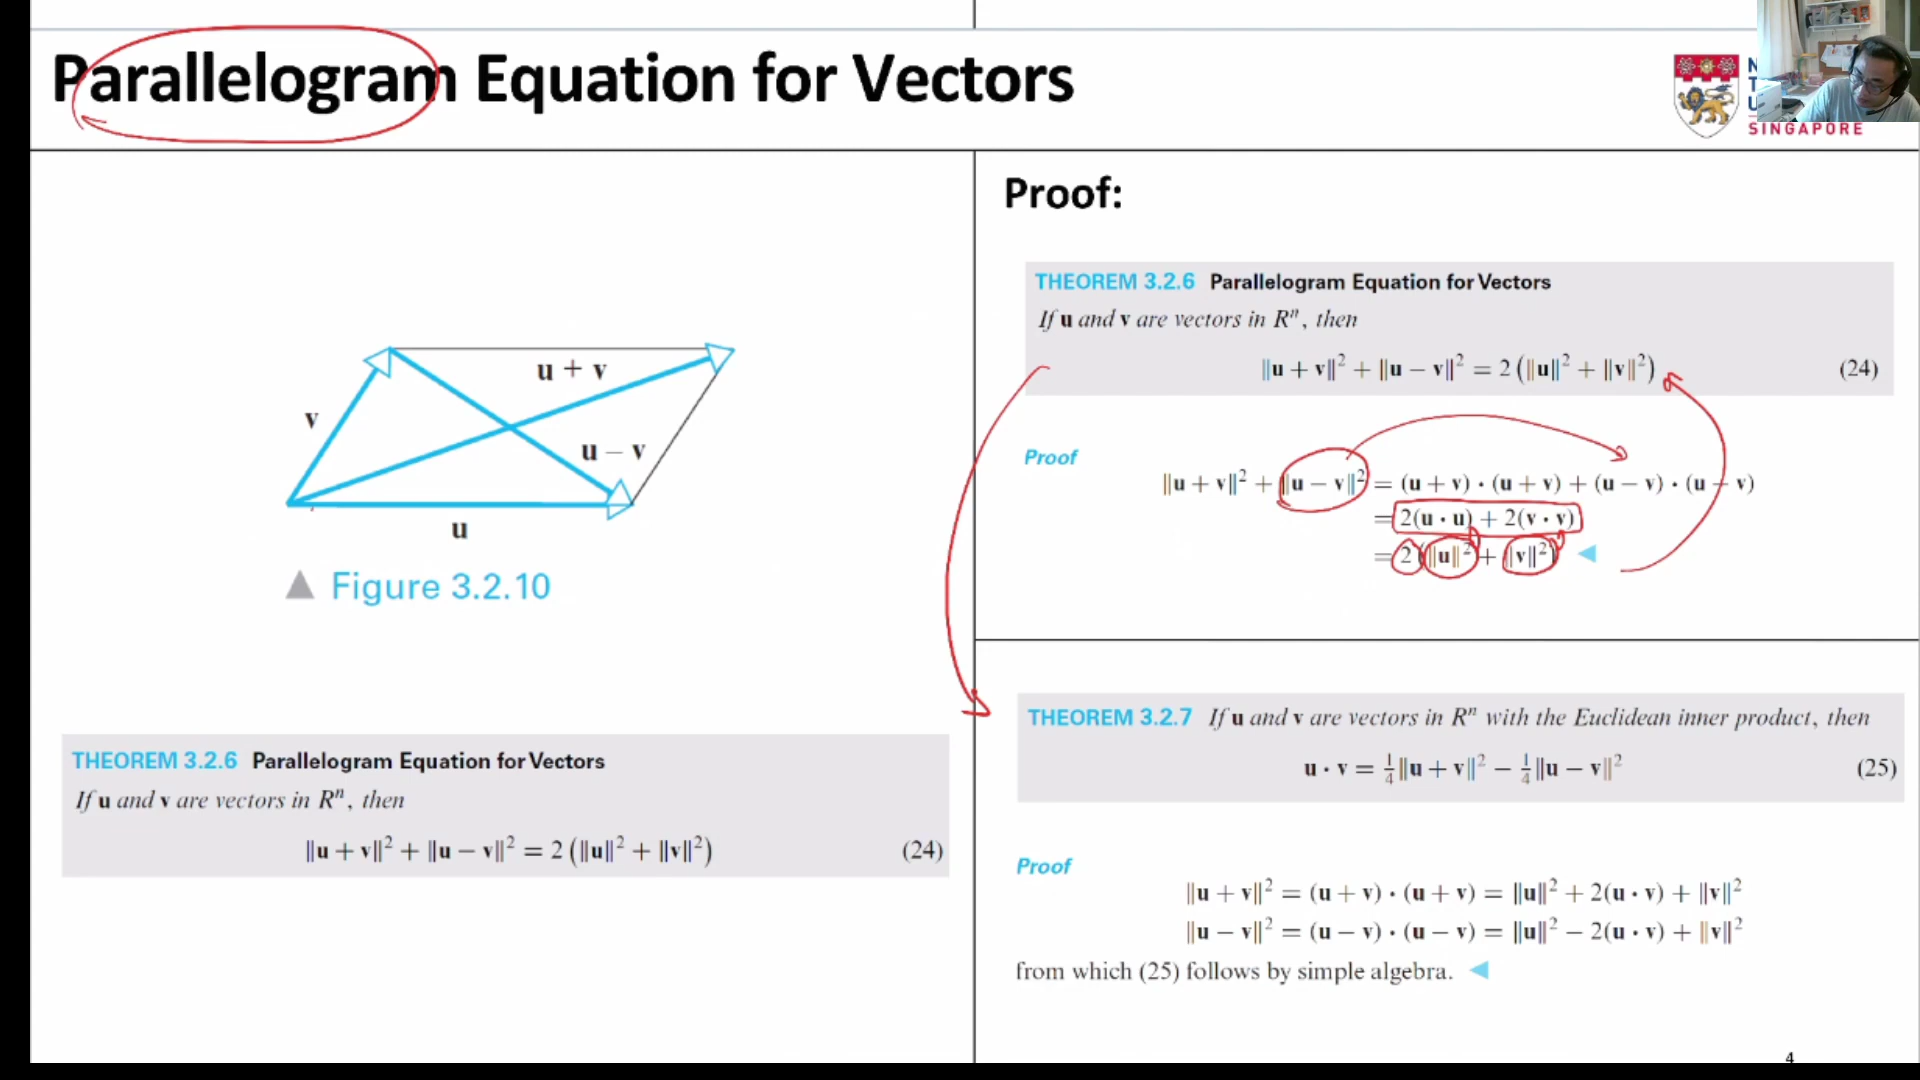 Parallelogram Equation for Vectors
SINGAPORE
v
u + v
u − v
u
▲ Figure 3.2.10
THEOREM 3.2.6 Parallelogram Equation for Vectors
If u and v are vectors in Rⁿ, then
‖u + v‖² + ‖u − v‖² = 2 (‖u‖² + ‖v‖²) (24)
Proof:
THEOREM 3.2.6 Parallelogram Equation for Vectors
If u and v are vectors in Rⁿ, then
‖u + v‖² + ‖u − v‖² = 2 (‖u‖² + ‖v‖²) (24)
Proof
‖u + v‖² + ‖u − v‖² = (u + v) · (u + v) + (u − v) · (u − v)
= 2(u · u) + 2(v · v)
= 2 (‖u‖² + ‖v‖²) ◀
THEOREM 3.2.7 If u and v are vectors in Rⁿ with the Euclidean inner product, then
u · v = ¼‖u + v‖² − ¼‖u − v‖² (25)
Proof
‖u + v‖² = (u + v) · (u + v) = ‖u‖² + 2(u · v) + ‖v‖²
‖u − v‖² = (u − v) · (u − v) = ‖u‖² − 2(u · v) + ‖v‖²
from which (25) follows by simple algebra. ◀
4